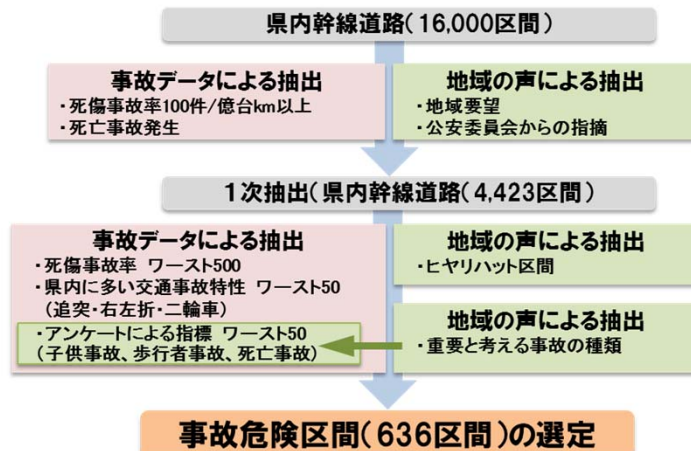 県内幹線道路(16,000区間)
事故データによる抽出
・死傷事故率100件/億台km以上
・死亡事故発生
地域の声による抽出
・地域要望
・公安委員会からの指摘
1次抽出(県内幹線道路(4,423区間)
事故データによる抽出
・死傷事故率 ワースト500
・県内に多い交通事故特性 ワースト50
(追突・右左折・二輪車)
・アンケートによる指標 ワースト50
(子供事故、歩行者事故、死亡事故)
地域の声による抽出
・ヒヤリハット区間
地域の声による抽出
・重要と考える事故の種類
事故危険区間(636区間)の選定